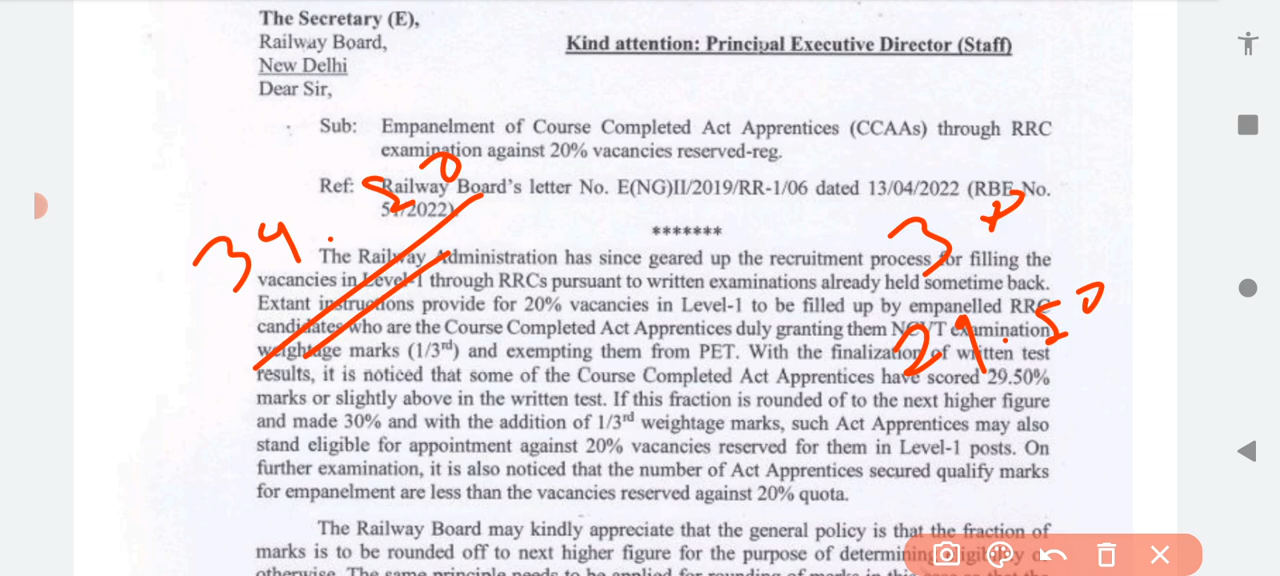 The Secretary (E),
Railway Board,
Kind attention: Principal Executive Director (Staff)
New Delhi
Dear Sir,
Sub: Empanelment of Course Completed Act Apprentices (CCAAs) through RRC
examination against 20% vacancies reserved-reg.
34.50
Ref: Railway Board's letter No. E(NG)II/2019/RR-1/06 dated 13/04/2022 (RBE No.
51/2022).
*******
The Railway Administration has since geared up the recruitment process for filling the
vacancies in Level-1 through RRCs pursuant to written examinations already held sometime back.
Extant instructions provide for 20% vacancies in Level-1 to be filled up by empanelled RRC
candidates who are the Course Completed Act Apprentices duly granting them NCVT examination
29.50
weightage marks (1/3rd) and exempting them from PET. With the finalization of written test
results, it is noticed that some of the Course Completed Act Apprentices have scored 29.50%
marks or slightly above in the written test. If this fraction is rounded of to the next higher figure
and made 30% and with the addition of 1/3rd weightage marks, such Act Apprentices may also
stand eligible for appointment against 20% vacancies reserved for them in Level-1 posts. On
further examination, it is also noticed that the number of Act Apprentices secured qualify marks
for empanelment are less than the vacancies reserved against 20% quota.
The Railway Board may kindly appreciate that the general policy is that the fraction of
marks is to be rounded off to next higher figure for the purpose of determining